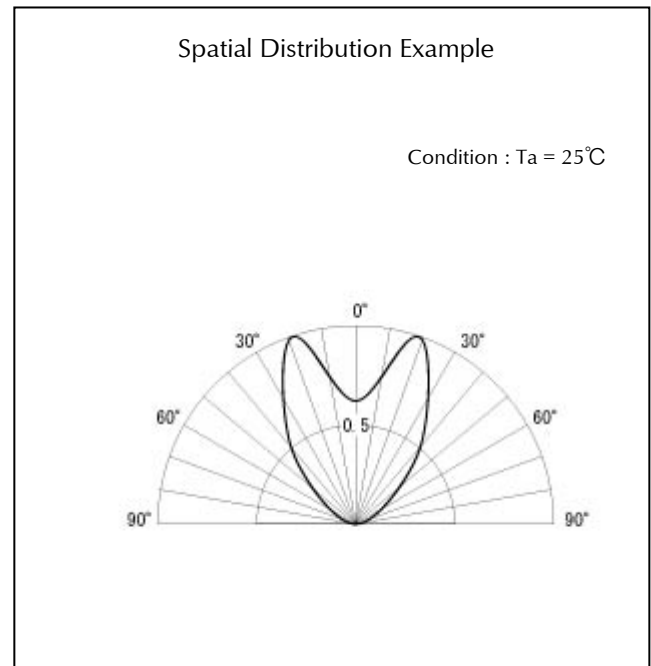 Spatial Distribution Example
Condition : Ta = 25℃
0°
30° 30°
60° 60°
0. 5
90° 90°